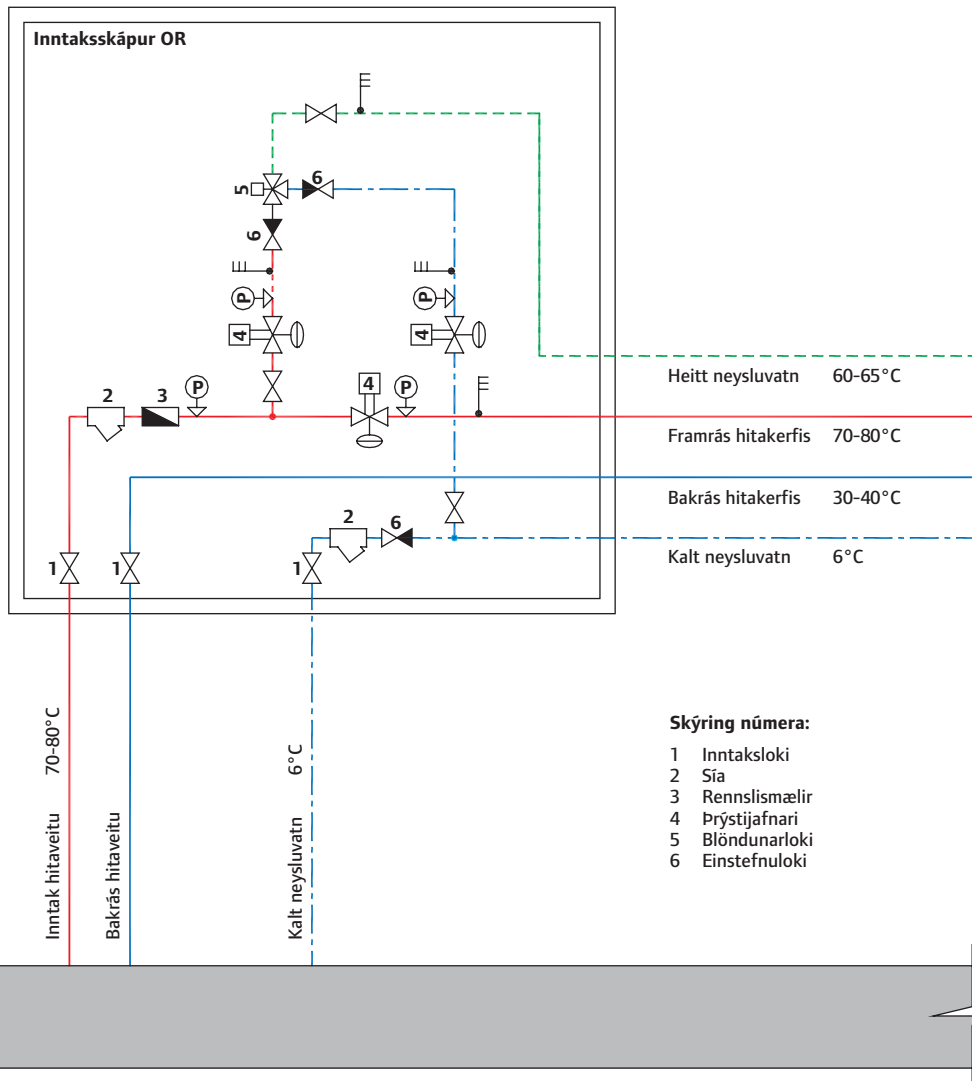 Inntaksskápur OR
6
5
6
P
P
4
4
Heitt neysluvatn 60-65°C
2
3
P
4
P
Framrás hitakerfis 70-80°C
Bakrás hitakerfis 30-40°C
2
6
1
1
1
Kalt neysluvatn 6°C
Inntak hitaveitu 70-80°C
Bakrás hitaveitu
Kalt neysluvatn 6°C
Skýring númera:
1 Inntaksloki
2 Sía
3 Rennslismælir
4 Þrýstijafnari
5 Blöndunarloki
6 Einstefnuloki